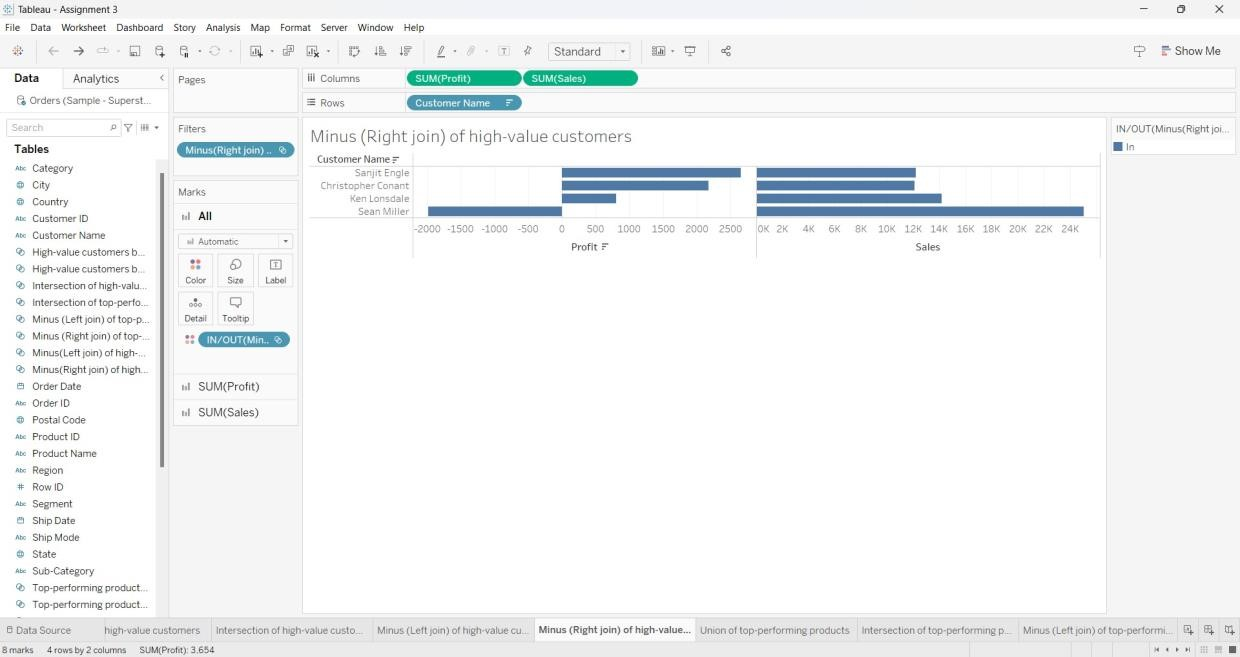 Tableau - Assignment 3
File Data Worksheet Dashboard Story Analysis Map Format Server Window Help
Standard
Show Me
Data
Analytics
Orders (Sample - Superst...
Search
Tables
Abc Category
City
Country
Abc Customer ID
Abc Customer Name
High-value customers b...
High-value customers b...
Intersection of high-valu...
Intersection of top-perfo...
Minus (Left join) of top-p...
Minus (Right join) of top-...
Minus(Left join) of high-...
Minus(Right join) of high...
Order Date
Abc Order ID
Postal Code
Abc Product ID
Abc Product Name
Abc Region
# Row ID
Abc Segment
Ship Date
Abc Ship Mode
State
Abc Sub-Category
Top-performing product...
Top-performing product...
Pages
Filters
Minus(Right join) ..
Marks
All
Automatic
Color Size Label
Detail Tooltip
IN/OUT(Min..
SUM(Profit)
SUM(Sales)
Columns SUM(Profit) SUM(Sales)
Rows Customer Name
Minus (Right join) of high-value customers
Customer Name
Sanjit Engle
Christopher Conant
Ken Lonsdale
Sean Miller
-2000 -1500 -1000 -500 0 500 1000 1500 2000 2500 0K 2K 4K 6K 8K 10K 12K 14K 16K 18K 20K 22K 24K
Profit Sales
IN/OUT(Minus(Right joi...
In
Data Source high-value customers Intersection of high-value custo... Minus (Left join) of high-value cu... Minus (Right join) of high-value... Union of top-performing products Intersection of top-performing p... Minus (Left join) of top-performi...
8 marks 4 rows by 2 columns SUM(Profit): 3,654